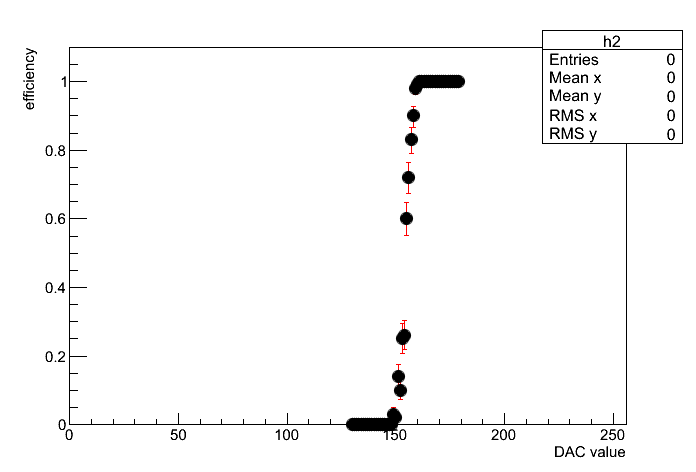 h2
Entries 0
Mean x 0
Mean y 0
RMS x 0
RMS y 0
efficiency
1
0.8
0.6
0.4
0.2
0
0 50 100 150 200 250
DAC value